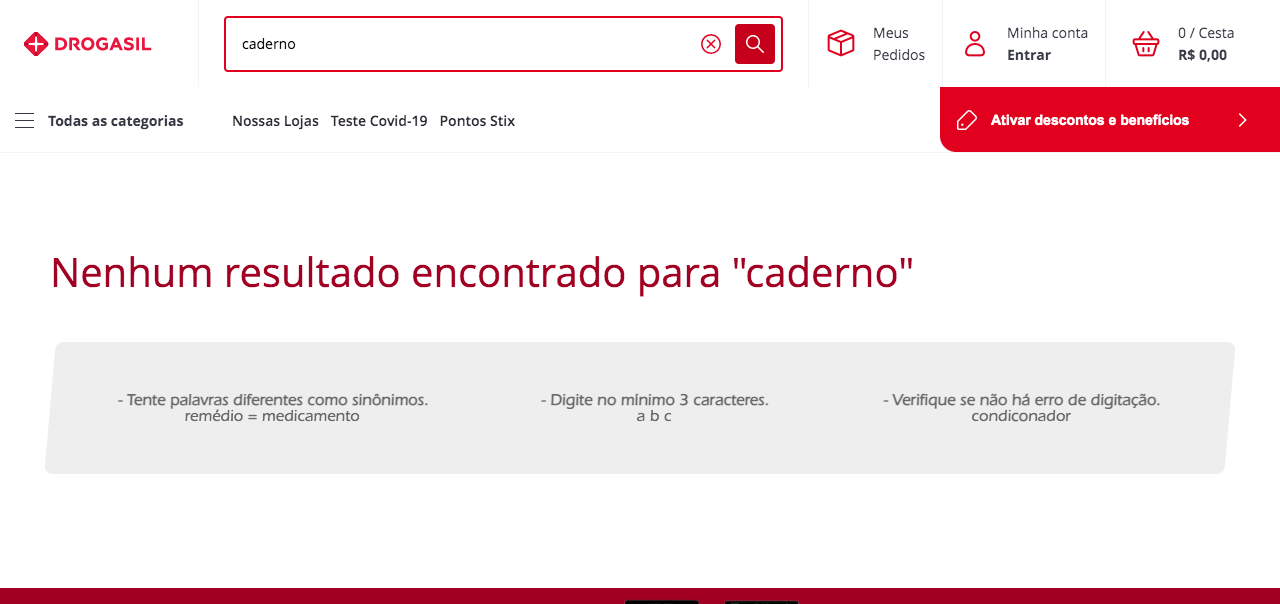 DROGASIL
caderno
Meus
Pedidos
Minha conta
Entrar
0 / Cesta
R$ 0,00
Todas as categorias
Nossas Lojas
Teste Covid-19
Pontos Stix
Ativar descontos e benefícios
Nenhum resultado encontrado para "caderno"
- Tente palavras diferentes como sinônimos.
remédio = medicamento
- Digite no mínimo 3 caracteres.
a b c
- Verifique se não há erro de digitação.
condiconador